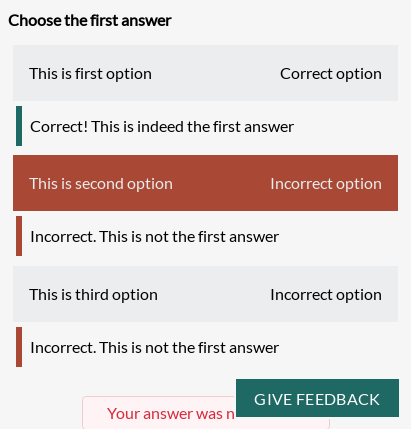 Choose the first answer
This is first option Correct option
Correct! This is indeed the first answer
This is second option Incorrect option
Incorrect. This is not the first answer
This is third option Incorrect option
Incorrect. This is not the first answer
GIVE FEEDBACK
Your answer was